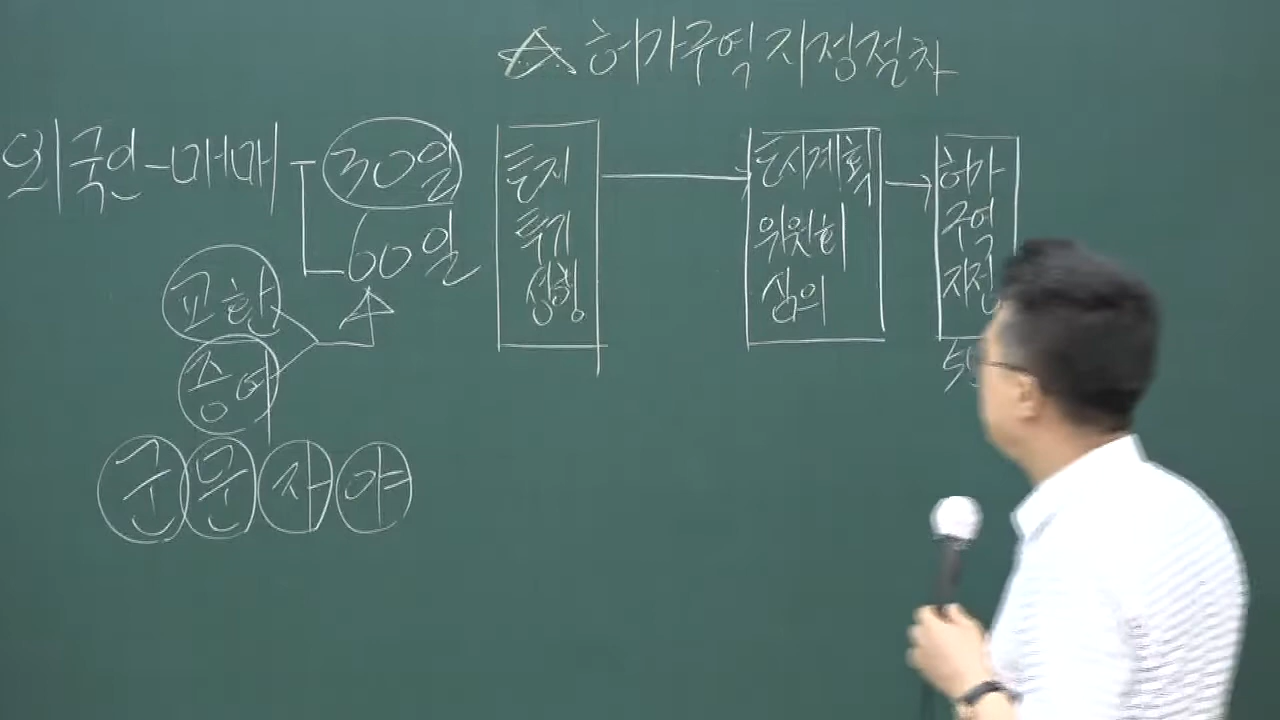 허가구역 지정절차
외국인-매매
30일
60일
교환
증여
군 문 자 야
토지
투기
성행
도시계획
위원회
심의
허가
구역
지정
5